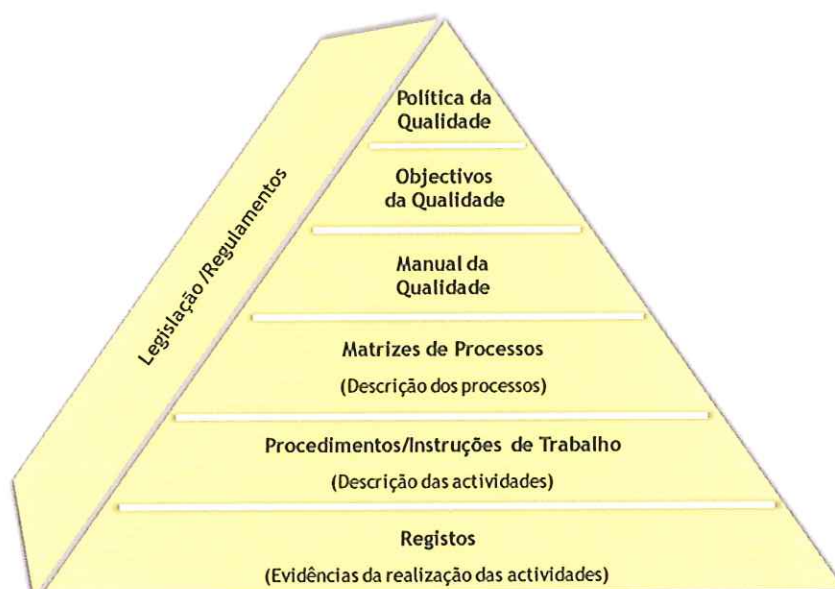 Política da
Qualidade
Objectivos
da Qualidade
Manual da
Qualidade
Matrizes de Processos
(Descrição dos processos)
Procedimentos/Instruções de Trabalho
(Descrição das actividades)
Registos
(Evidências da realização das actividades)
Legislação /Regulamentos